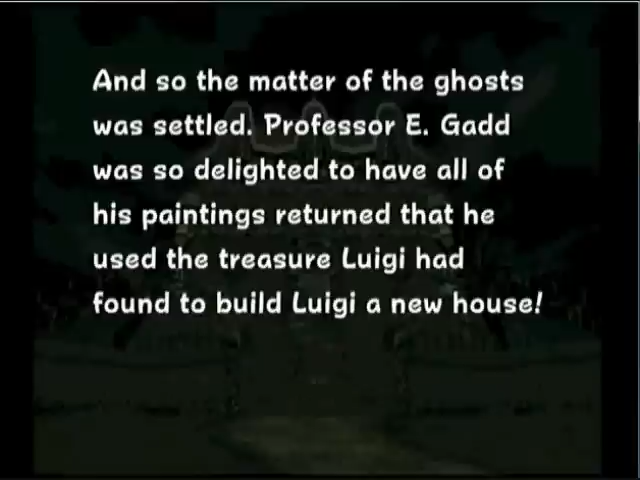 And so the matter of the ghosts
was settled. Professor E. Gadd
was so delighted to have all of
his paintings returned that he
used the treasure Luigi had
found to build Luigi a new house!